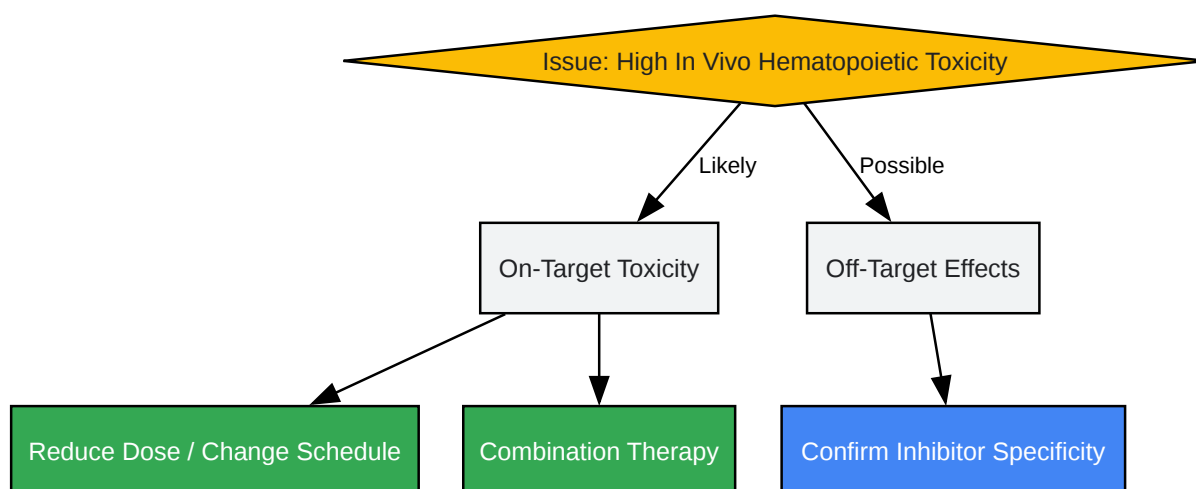 Issue: High In Vivo Hematopoietic Toxicity
Likely
Possible
On-Target Toxicity
Off-Target Effects
Reduce Dose / Change Schedule
Combination Therapy
Confirm Inhibitor Specificity